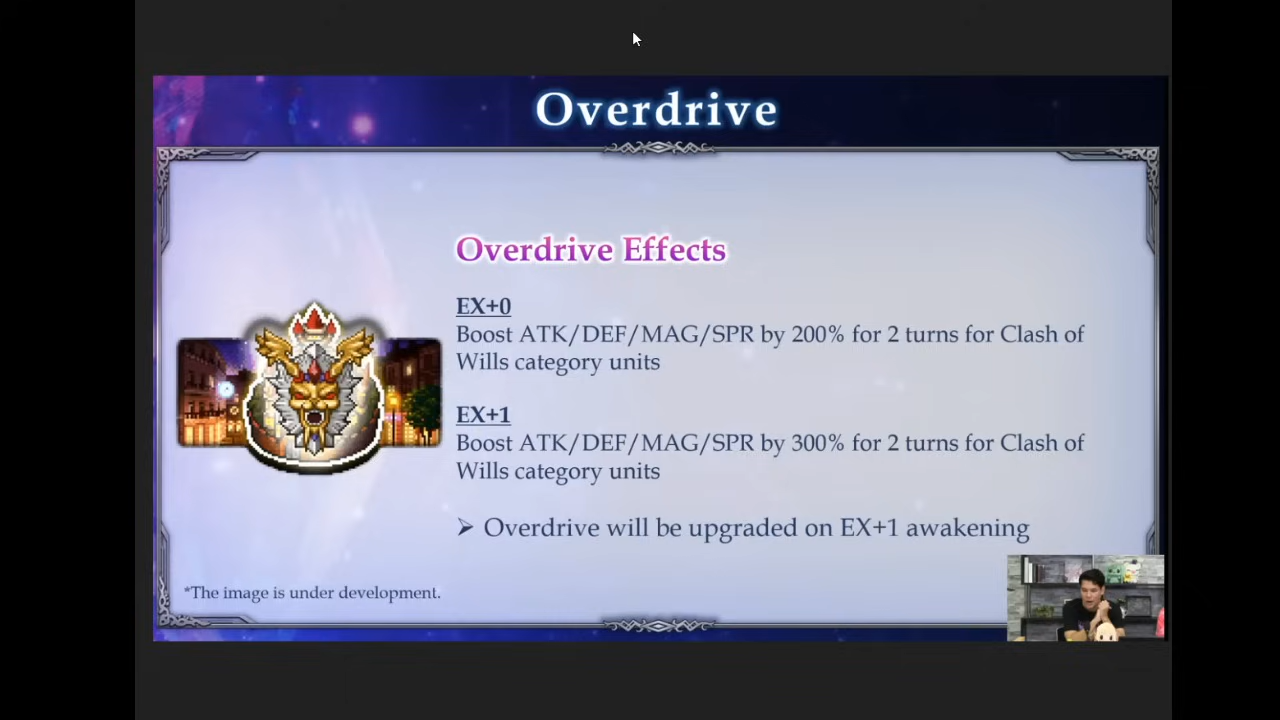 Overdrive
Overdrive Effects
EX+0
Boost ATK/DEF/MAG/SPR by 200% for 2 turns for Clash of
Wills category units
EX+1
Boost ATK/DEF/MAG/SPR by 300% for 2 turns for Clash of
Wills category units
➤ Overdrive will be upgraded on EX+1 awakening
*The image is under development.